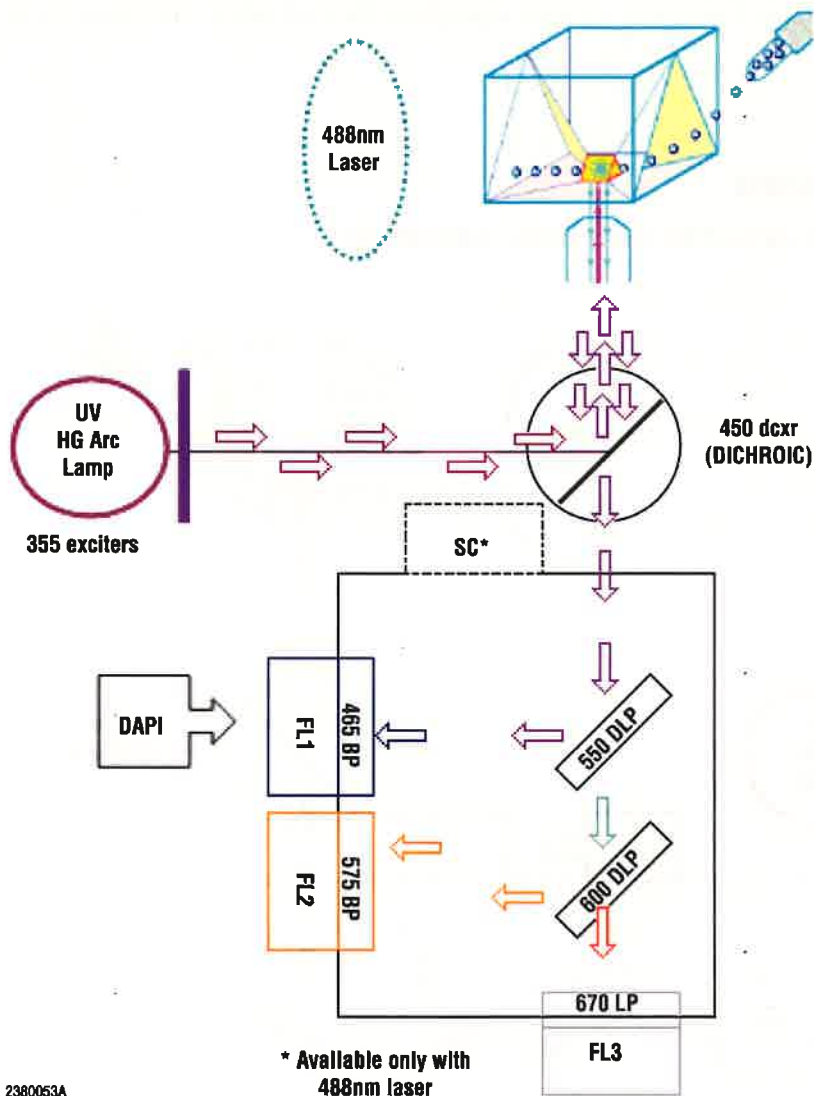 488nm
Laser
UV
HG Arc
Lamp
355 exciters
450 dcxr
(DICHROIC)
SC*
DAPI
FL1
465 BP
550 DLP
FL2
575 BP
600 DLP
670 LP
FL3
* Available only with
488nm laser
2380053A